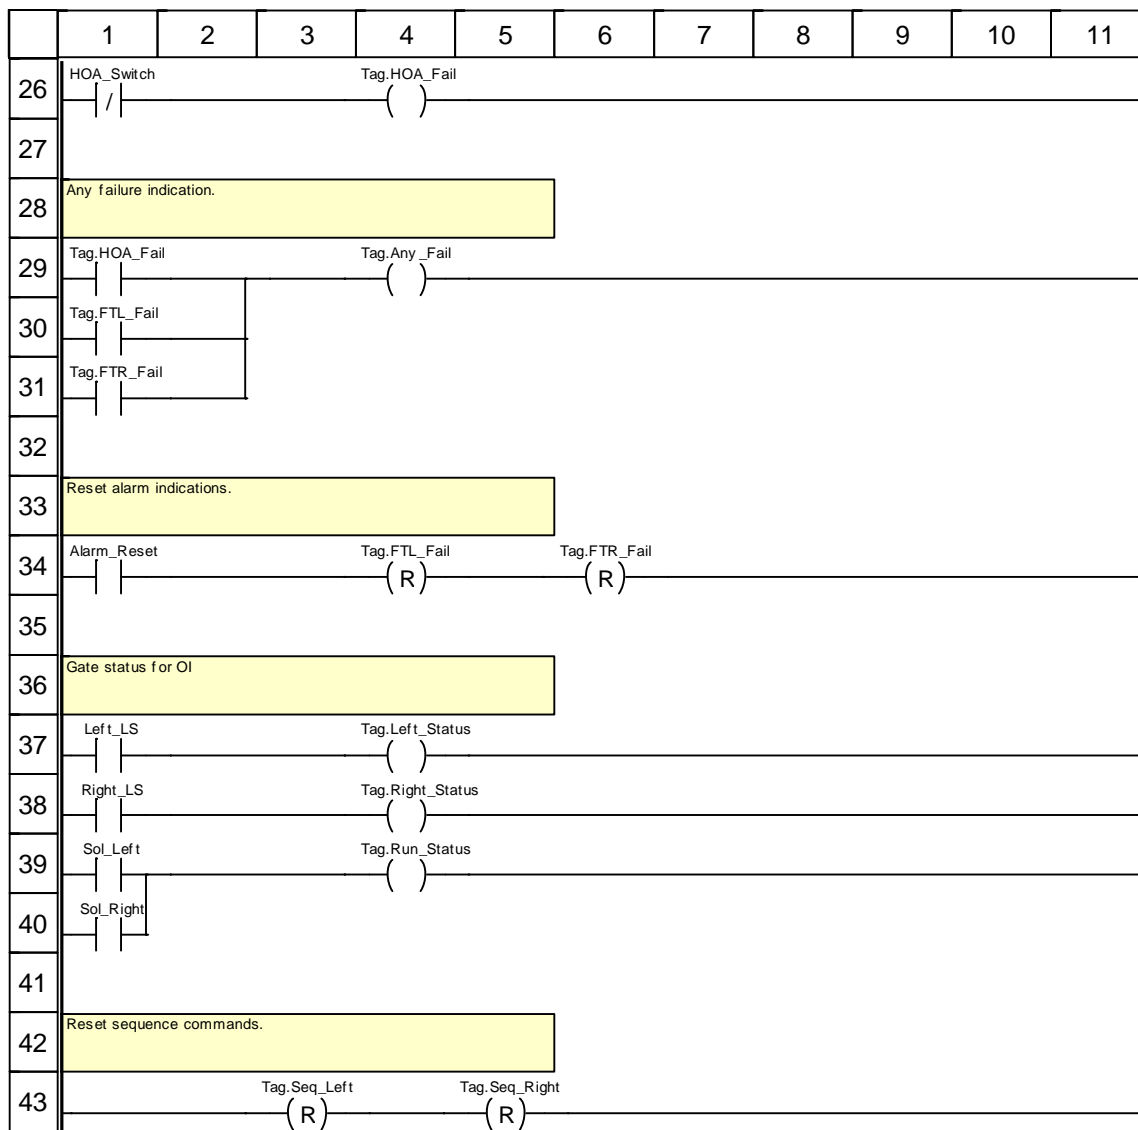 1 2 3 4 5 6 7 8 9 10 11
26
HOA_Switch Tag.HOA_Fail
/
27
28
Any failure indication.
29
Tag.HOA_Fail Tag.Any_Fail
30
Tag.FTL_Fail
31
Tag.FTR_Fail
32
33
Reset alarm indications.
34
Alarm_Reset Tag.FTL_Fail Tag.FTR_Fail
R R
35
36
Gate status for OI
37
Left_LS Tag.Left_Status
38
Right_LS Tag.Right_Status
39
Sol_Left Tag.Run_Status
40
Sol_Right
41
42
Reset sequence commands.
43
Tag.Seq_Left Tag.Seq_Right
R R